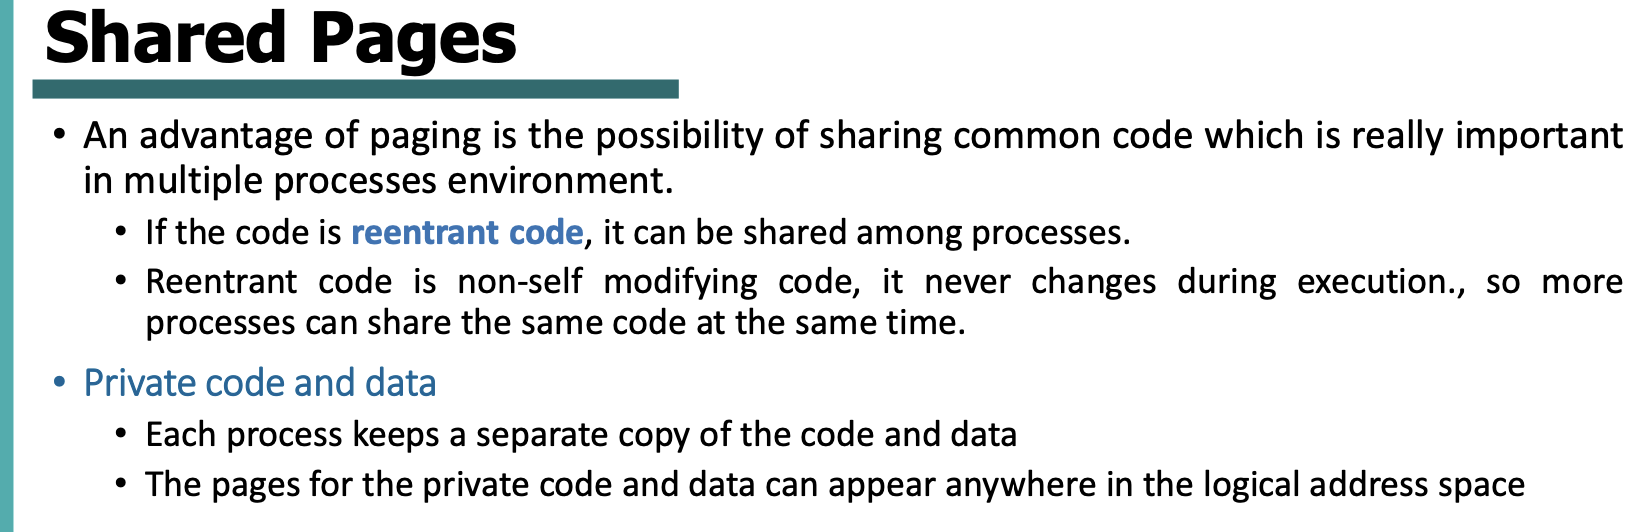 Shared Pages
• An advantage of paging is the possibility of sharing common code which is really important
in multiple processes environment.
• If the code is reentrant code, it can be shared among processes.
• Reentrant code is non-self modifying code, it never changes during execution., so more
processes can share the same code at the same time.
• Private code and data
• Each process keeps a separate copy of the code and data
• The pages for the private code and data can appear anywhere in the logical address space